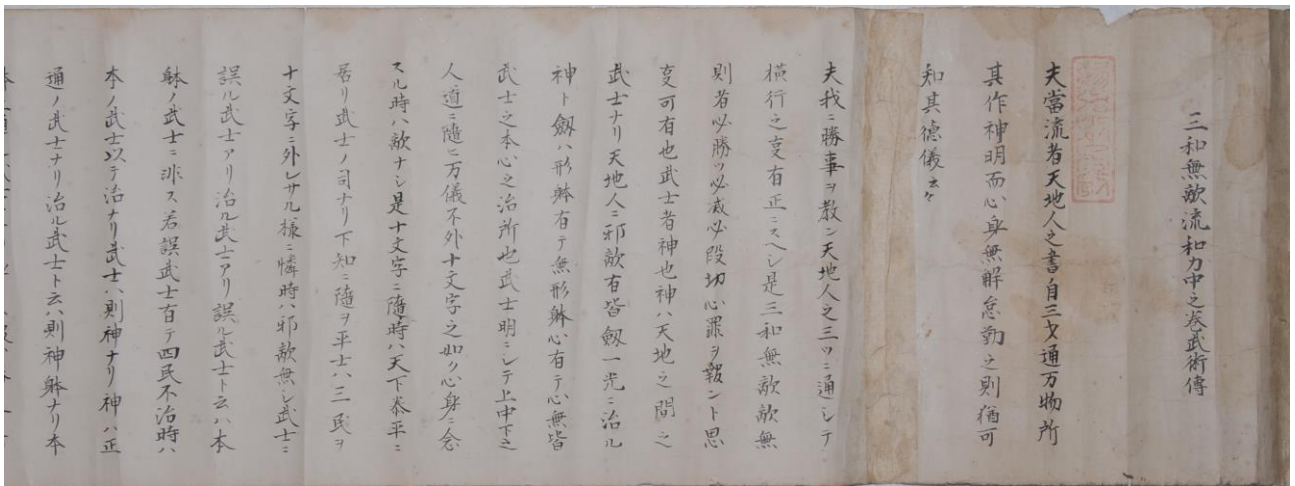 三和無敵流和力中之巻武術傳
夫當流者天地人之書ノ自三才通万物所
其作神明而心身無解怠勤之則猶可
知其德儀云々
夫我ニ勝事ヲ教ン天地人之三ツニ通シテ
横行之変有正ニスヘシ是三和無敵敵無
則者必勝ツ必滅必段切心罪ヲ報ント思
変可有也武士者神也神ハ天地之間之
武士ナリ天地人ニ邪敵有皆劔一光ニ治ル
神ト劔ハ形躰有テ無形躰心有テ心無皆
武士之本心之治所也武士明ニシテ上中下之
人道ニ隨ヒ万儀不外十文字之如ク心身ニ念
スル時ハ敵ナシ是十文字ニ隨時ハ天下泰平ニ
居リ武士ノ司ナリ下知ニ隨ヲ平士ハ三民ヲ
十文字ニ外レサル様ニ憐時ハ邪敵無シ武士ニ
誤ル武士アリ治ル武士アリ誤ル武士ト云ハ本
躰ノ武士ニ非ス若誤武士有テ四民不治時ハ
本ノ武士以テ治ナリ武士ハ則神ナリ神ハ正
通ノ武士ナリ治ル武士ト云ハ則神躰ナリ本